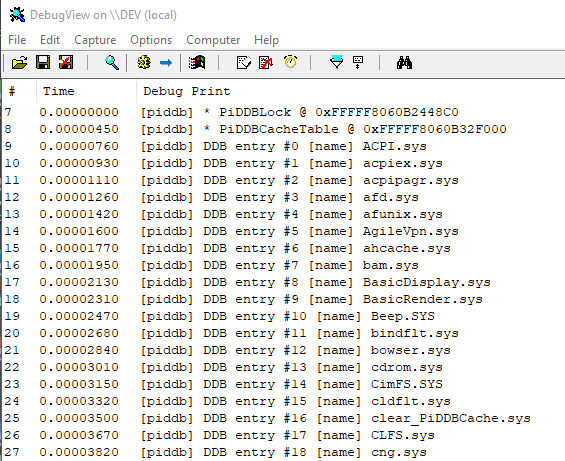 DebugView on \\DEV (local)
File Edit Capture Options Computer Help
# Time Debug Print
7 0.00000000 [piddb] * PiDDBLock @ 0xFFFFF8060B2448C0
8 0.00000450 [piddb] * PiDDBCacheTable @ 0xFFFFF8060B32F000
9 0.00000760 [piddb] DDB entry #0 [name] ACPI.sys
10 0.00000930 [piddb] DDB entry #1 [name] acpiex.sys
11 0.00001110 [piddb] DDB entry #2 [name] acpipagr.sys
12 0.00001260 [piddb] DDB entry #3 [name] afd.sys
13 0.00001420 [piddb] DDB entry #4 [name] afunix.sys
14 0.00001600 [piddb] DDB entry #5 [name] AgileVpn.sys
15 0.00001770 [piddb] DDB entry #6 [name] ahcache.sys
16 0.00001950 [piddb] DDB entry #7 [name] bam.sys
17 0.00002130 [piddb] DDB entry #8 [name] BasicDisplay.sys
18 0.00002310 [piddb] DDB entry #9 [name] BasicRender.sys
19 0.00002470 [piddb] DDB entry #10 [name] Beep.SYS
20 0.00002680 [piddb] DDB entry #11 [name] bindflt.sys
21 0.00002840 [piddb] DDB entry #12 [name] bowser.sys
22 0.00003010 [piddb] DDB entry #13 [name] cdrom.sys
23 0.00003150 [piddb] DDB entry #14 [name] CimFS.SYS
24 0.00003320 [piddb] DDB entry #15 [name] cldflt.sys
25 0.00003500 [piddb] DDB entry #16 [name] clear_PiDDBCache.sys
26 0.00003670 [piddb] DDB entry #17 [name] CLFS.sys
27 0.00003820 [piddb] DDB entry #18 [name] cng.sys